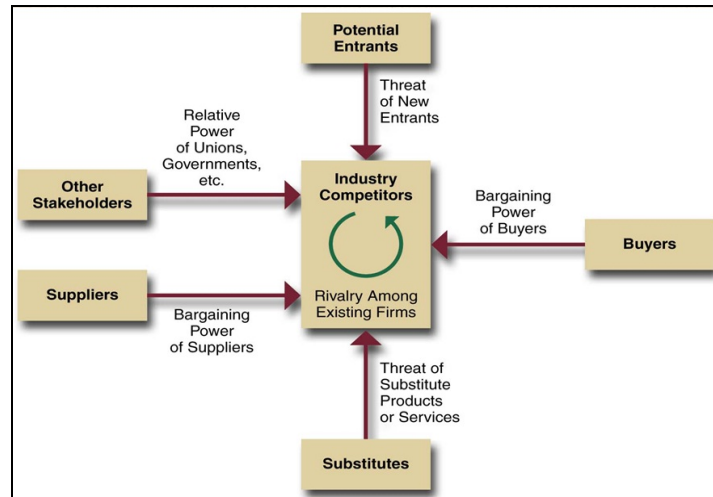 Potential
Entrants
Threat
of New
Entrants
Relative
Power
of Unions,
Governments,
etc.
Other
Stakeholders
Industry
Competitors
Bargaining
Power
of Buyers
Buyers
Suppliers
Bargaining
Power
of Suppliers
Rivalry Among
Existing Firms
Threat of
Substitute
Products
or Services
Substitutes